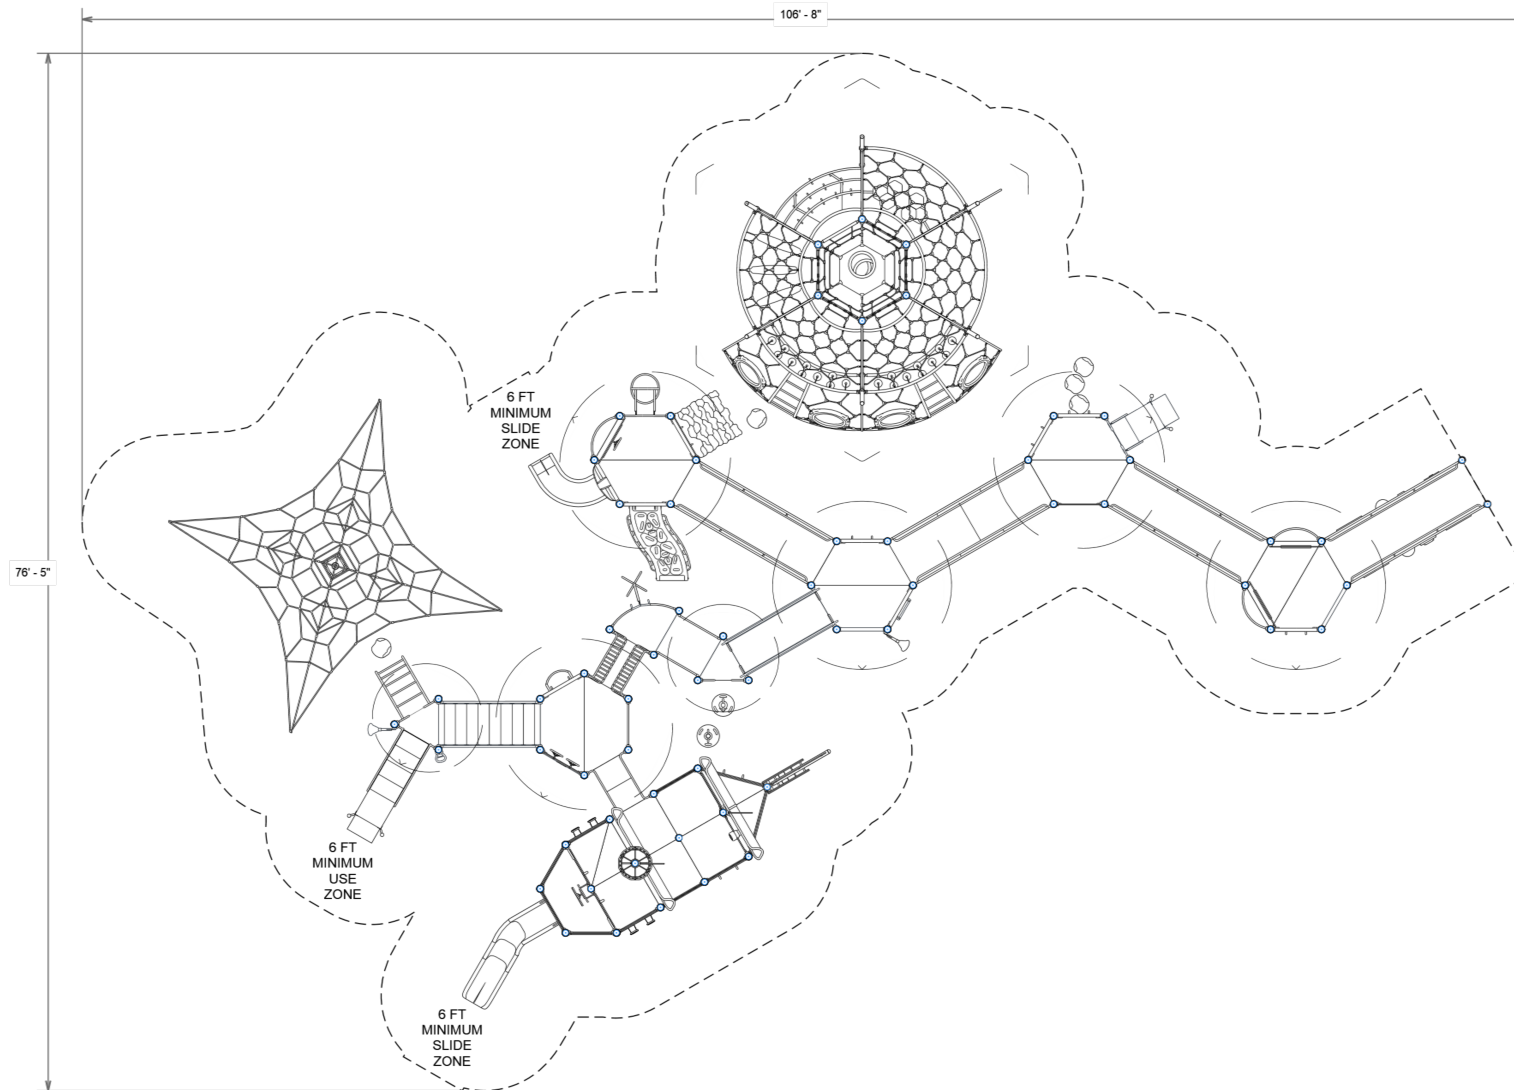 106' - 8"
6 FT
MINIMUM
SLIDE
ZONE
76' - 5"
6 FT
MINIMUM
USE
ZONE
6 FT
MINIMUM
SLIDE
ZONE